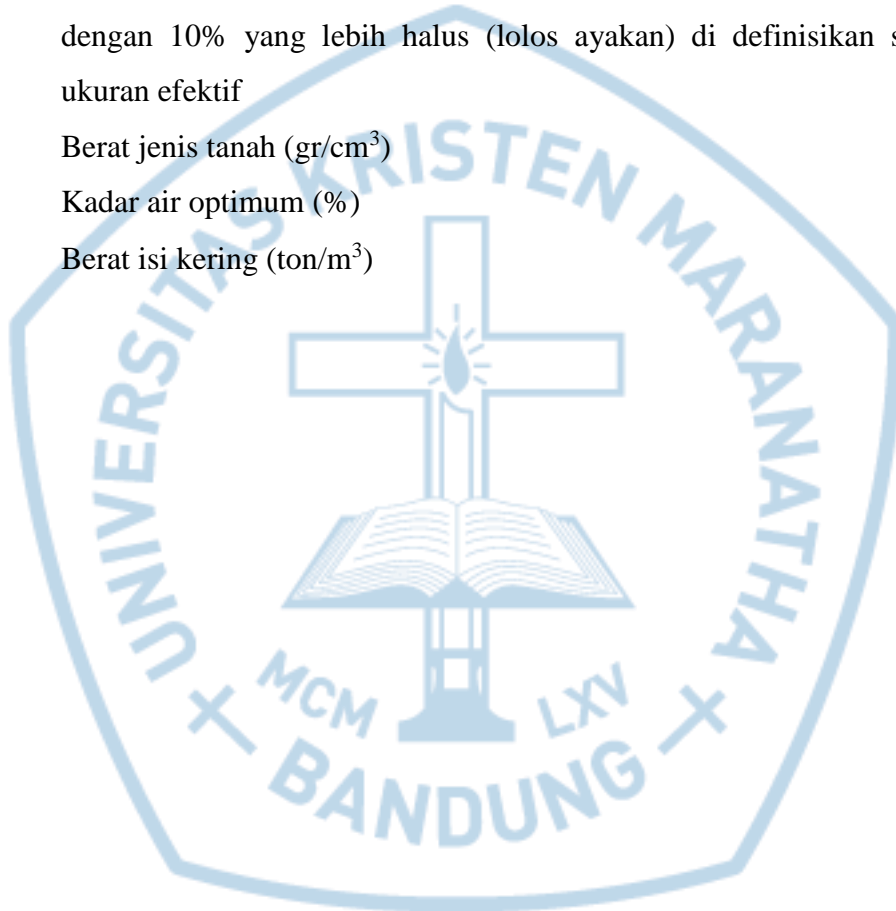 dengan 10% yang lebih halus (lolos ayakan) di definisikan
ukuran efektif
Berat jenis tanah (gr/cm³)
Kadar air optimum (%)
Berat isi kering (ton/m³)
UNIVERSITAS KRISTEN MARANATHA
MCM LXV
BANDUNG